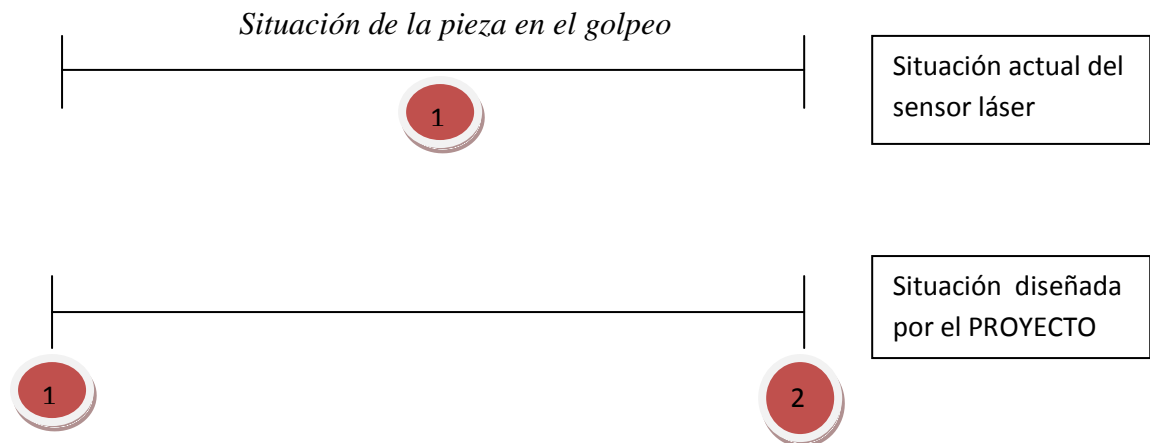 Situación de la pieza en el golpeo
Situación actual del
sensor láser
1
Situación diseñada
por el PROYECTO
1
2